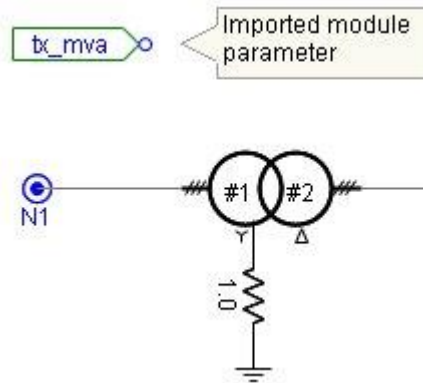 tx_mva
Imported module
parameter
#1
#2
N1
Y
Δ
1.0